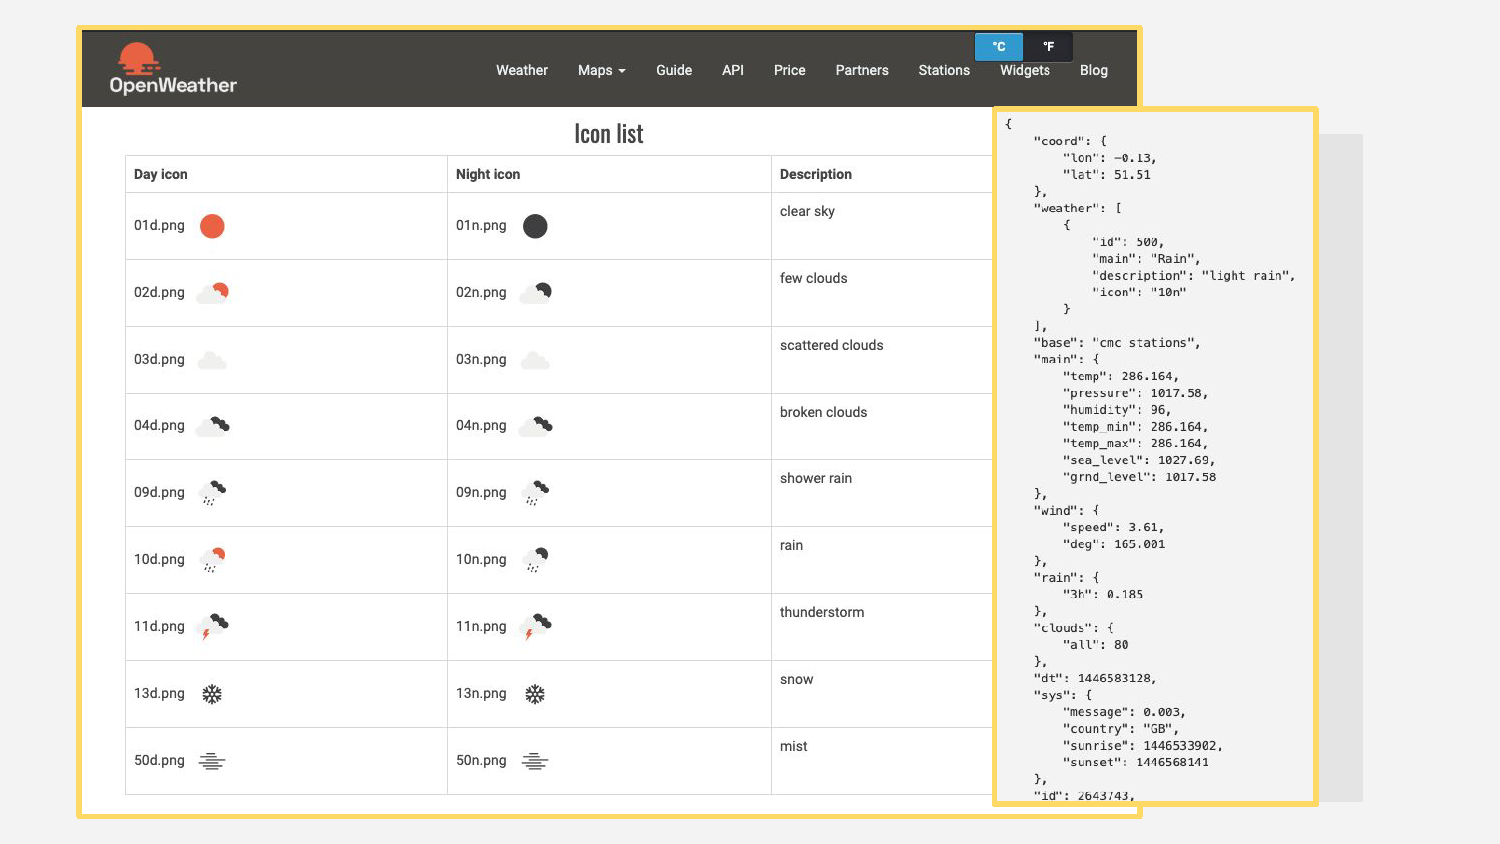 °C °F
OpenWeather
Weather Maps Guide API Price Partners Stations Widgets Blog
Icon list
Day icon Night icon Description
01d.png 01n.png clear sky
02d.png 02n.png few clouds
03d.png 03n.png scattered clouds
04d.png 04n.png broken clouds
09d.png 09n.png shower rain
10d.png 10n.png rain
11d.png 11n.png thunderstorm
13d.png 13n.png snow
50d.png 50n.png mist
{
"coord": {
"lon": −0.13,
"lat": 51.51
},
"weather": [
{
"id": 500,
"main": "Rain",
"description": "light rain",
"icon": "10n"
}
],
"base": "cmc stations",
"main": {
"temp": 286.164,
"pressure": 1017.58,
"humidity": 96,
"temp_min": 286.164,
"temp_max": 286.164,
"sea_level": 1027.69,
"grnd_level": 1017.58
},
"wind": {
"speed": 3.61,
"deg": 165.001
},
"rain": {
"3h": 0.185
},
"clouds": {
"all": 80
},
"dt": 1446583128,
"sys": {
"message": 0.003,
"country": "GB",
"sunrise": 1446533902,
"sunset": 1446568141
},
"id": 2643743,